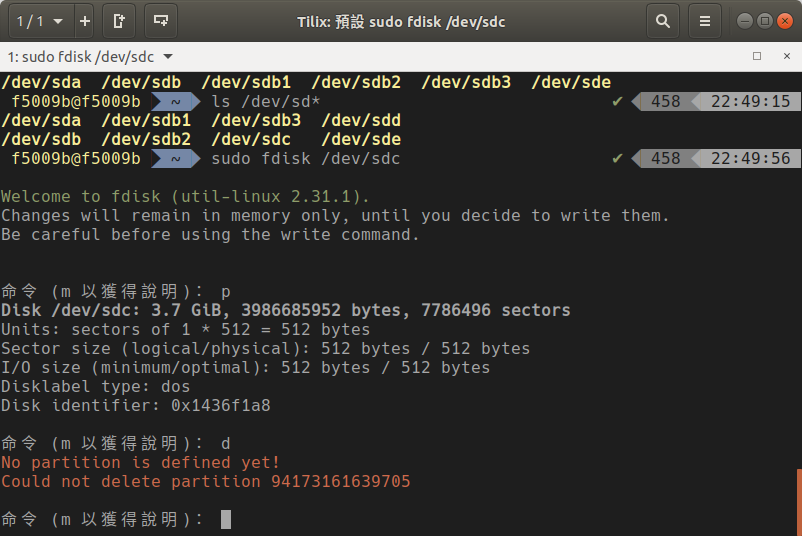 1 / 1
Tilix: 預設 sudo fdisk /dev/sdc
1: sudo fdisk /dev/sdc
/dev/sda  /dev/sdb  /dev/sdb1  /dev/sdb2  /dev/sdb3  /dev/sde
f5009b@f5009b ~ ls /dev/sd* ✔ 458 22:49:15
/dev/sda  /dev/sdb1  /dev/sdb3  /dev/sdd
/dev/sdb  /dev/sdb2  /dev/sdc   /dev/sde
f5009b@f5009b ~ sudo fdisk /dev/sdc ✔ 458 22:49:56
Welcome to fdisk (util-linux 2.31.1).
Changes will remain in memory only, until you decide to write them.
Be careful before using the write command.
命令 (m 以獲得說明)： p
Disk /dev/sdc: 3.7 GiB, 3986685952 bytes, 7786496 sectors
Units: sectors of 1 * 512 = 512 bytes
Sector size (logical/physical): 512 bytes / 512 bytes
I/O size (minimum/optimal): 512 bytes / 512 bytes
Disklabel type: dos
Disk identifier: 0x1436f1a8
命令 (m 以獲得說明)： d
No partition is defined yet!
Could not delete partition 94173161639705
命令 (m 以獲得說明)：